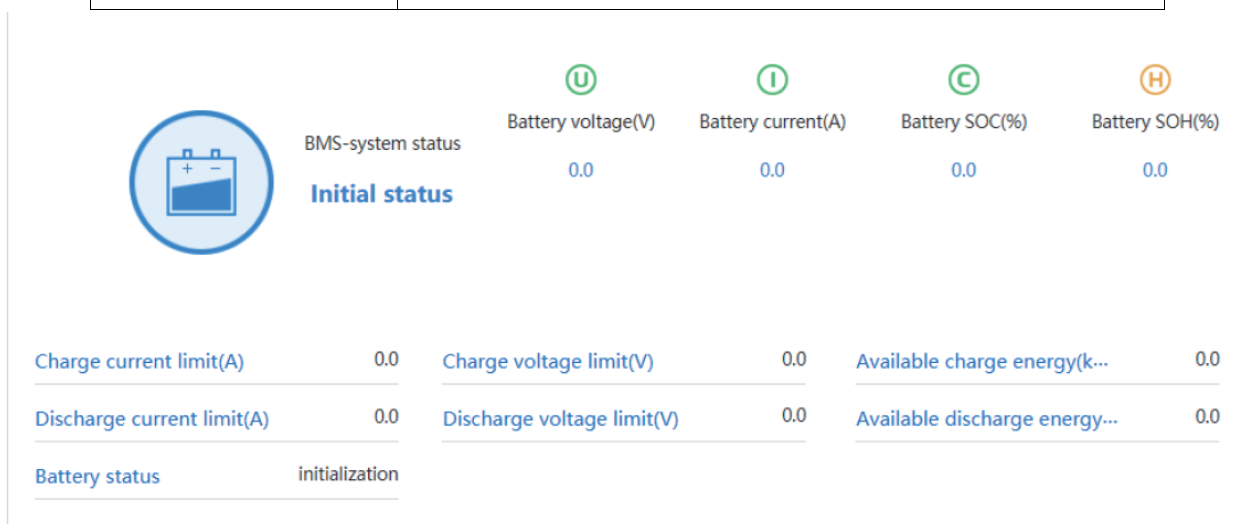 U I C H
Battery voltage(V) Battery current(A) Battery SOC(%) Battery SOH(%)
BMS-system status
0.0 0.0 0.0 0.0
+ −
Initial status
Charge current limit(A) 0.0 Charge voltage limit(V) 0.0 Available charge energy(k··· 0.0
Discharge current limit(A) 0.0 Discharge voltage limit(V) 0.0 Available discharge energy··· 0.0
Battery status initialization